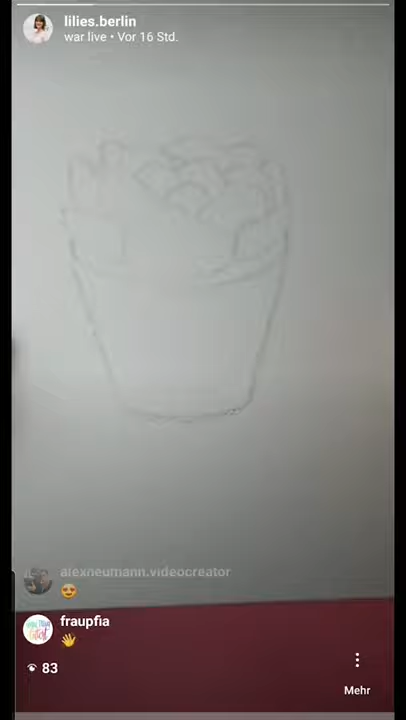 lilies.berlin
war live • Vor 16 Std.
alexneumann.videocreator
😍
fraupfia
👋
83
Mehr